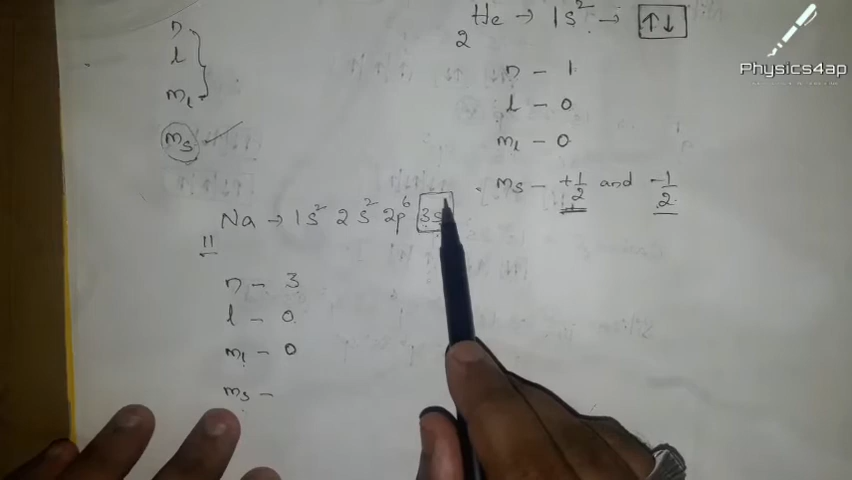 n
l
mₗ
mₛ
₂He → 1s² → ↑↓
n - 1
l - 0
mₗ - 0
mₛ - +1/2 and -1/2
Na → 1s² 2s² 2p⁶ 3s
11
n - 3
l - 0
mₗ - 0
mₛ -
Physics4ap